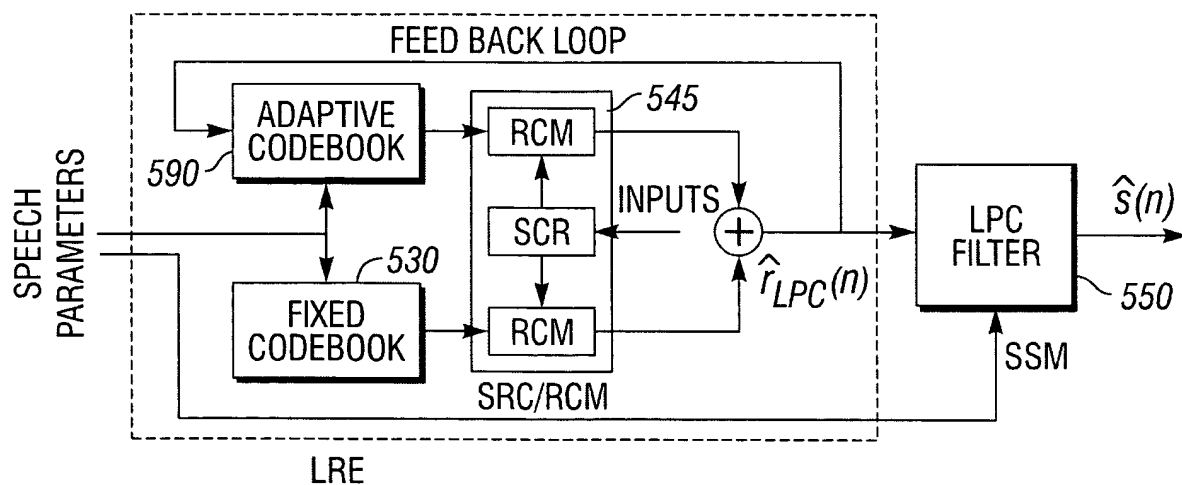 FEED BACK LOOP
ADAPTIVE
CODEBOOK
590
545
RCM
SPEECH
PARAMETERS
SCR
INPUTS
+
r̂LPC(n)
LPC
FILTER
ŝ(n)
550
530
FIXED
CODEBOOK
RCM
SRC/RCM
SSM
LRE